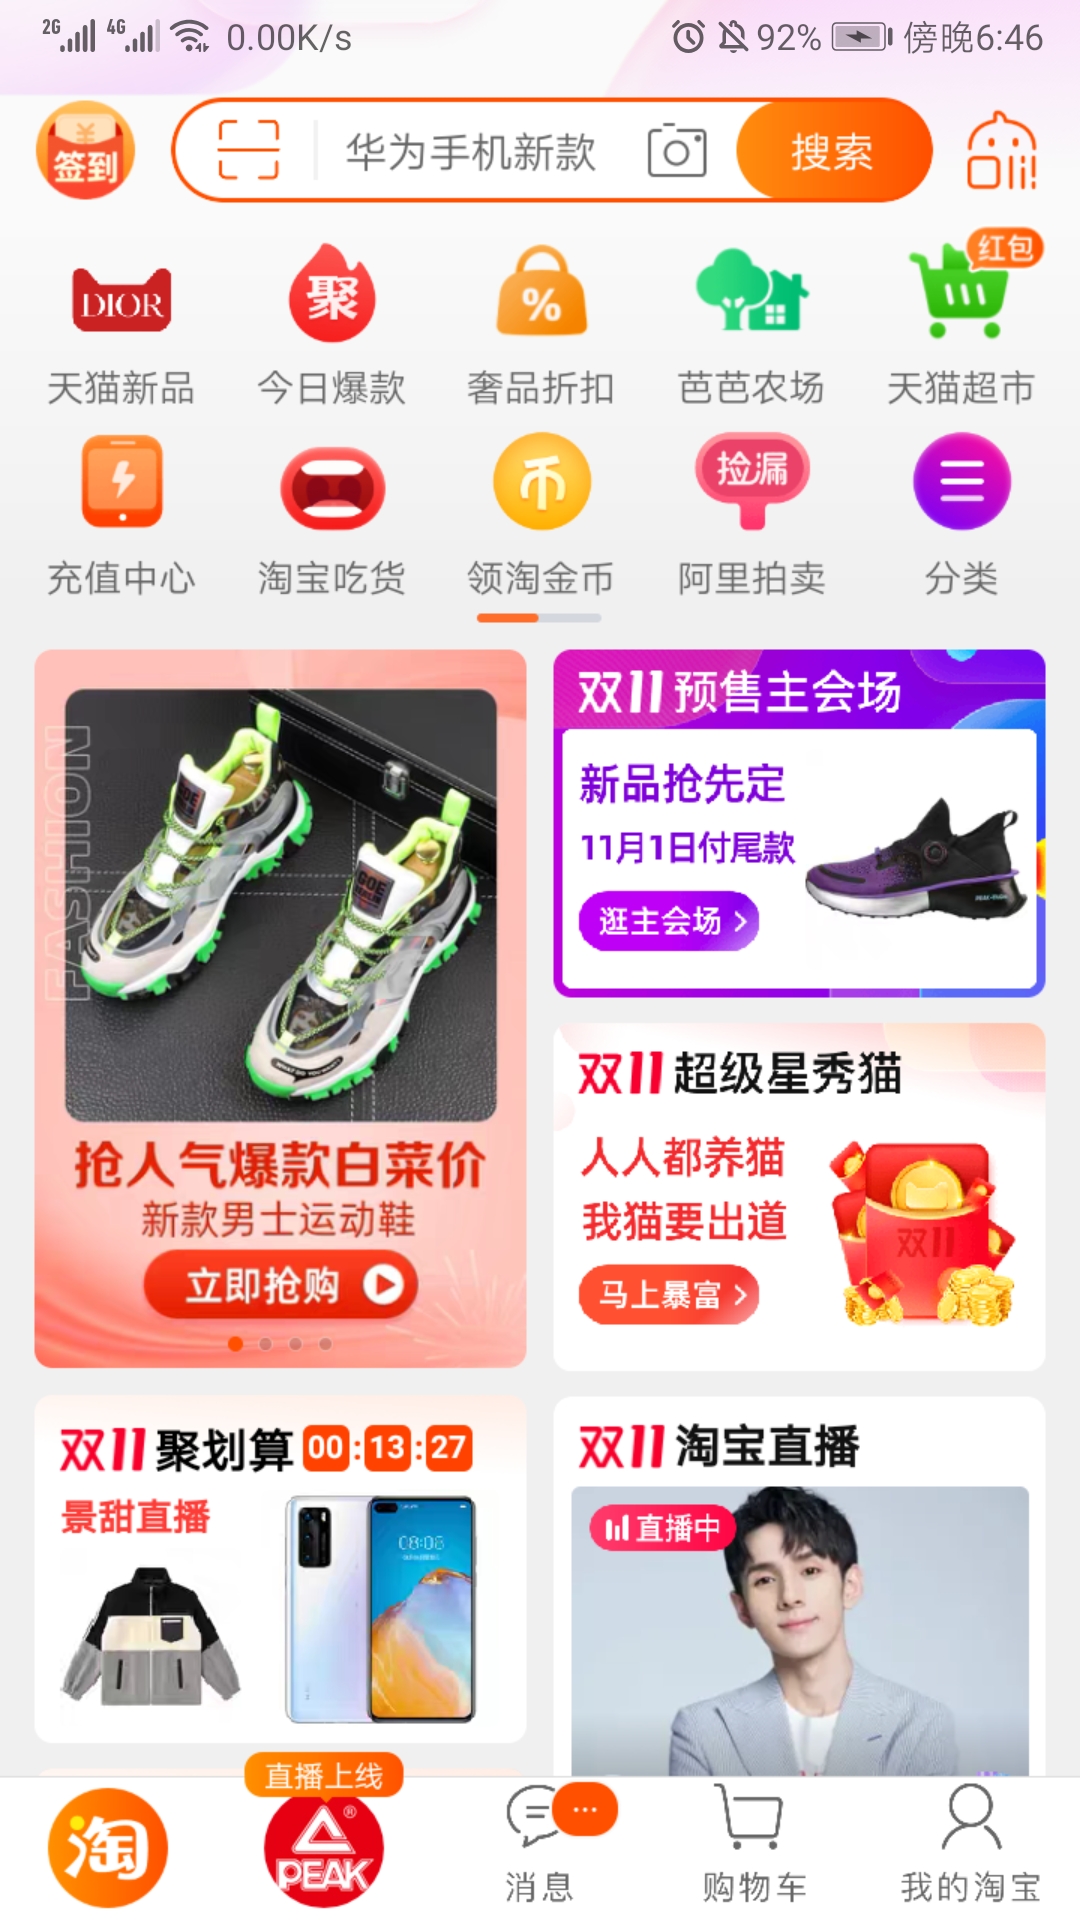 2G 4G 0.00K/s 92% 傍晚6:46
签到 华为手机新款 搜索
DIOR 聚 % 红包
天猫新品 今日爆款 奢品折扣 芭芭农场 天猫超市
币 捡漏
充值中心 淘宝吃货 领淘金币 阿里拍卖 分类
FASHION
抢人气爆款白菜价
新款男士运动鞋
立即抢购
双11预售主会场
新品抢先定
11月1日付尾款
逛主会场
双11 超级星秀猫
人人都养猫
我猫要出道
马上暴富
双11
双11 聚划算 00:13:27
景甜直播
08:08
双11 淘宝直播
直播中
直播上线
淘 PEAK®
消息 购物车 我的淘宝